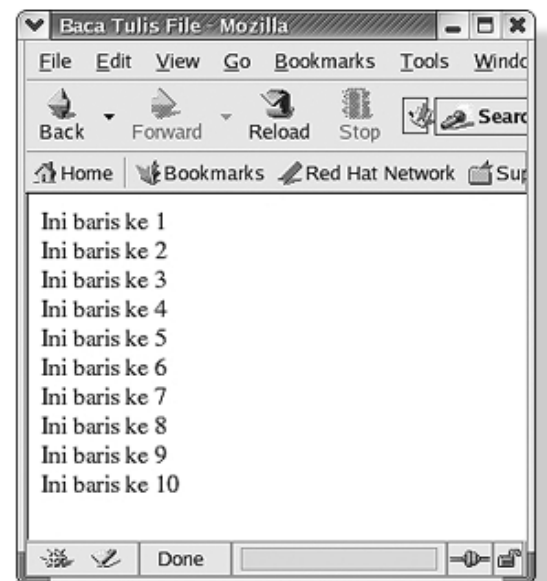 Baca Tulis File - Mozilla
File Edit View Go Bookmarks Tools Windo
Back Forward Reload Stop Searc
Home Bookmarks Red Hat Network Sup
Ini baris ke 1
Ini baris ke 2
Ini baris ke 3
Ini baris ke 4
Ini baris ke 5
Ini baris ke 6
Ini baris ke 7
Ini baris ke 8
Ini baris ke 9
Ini baris ke 10
Done